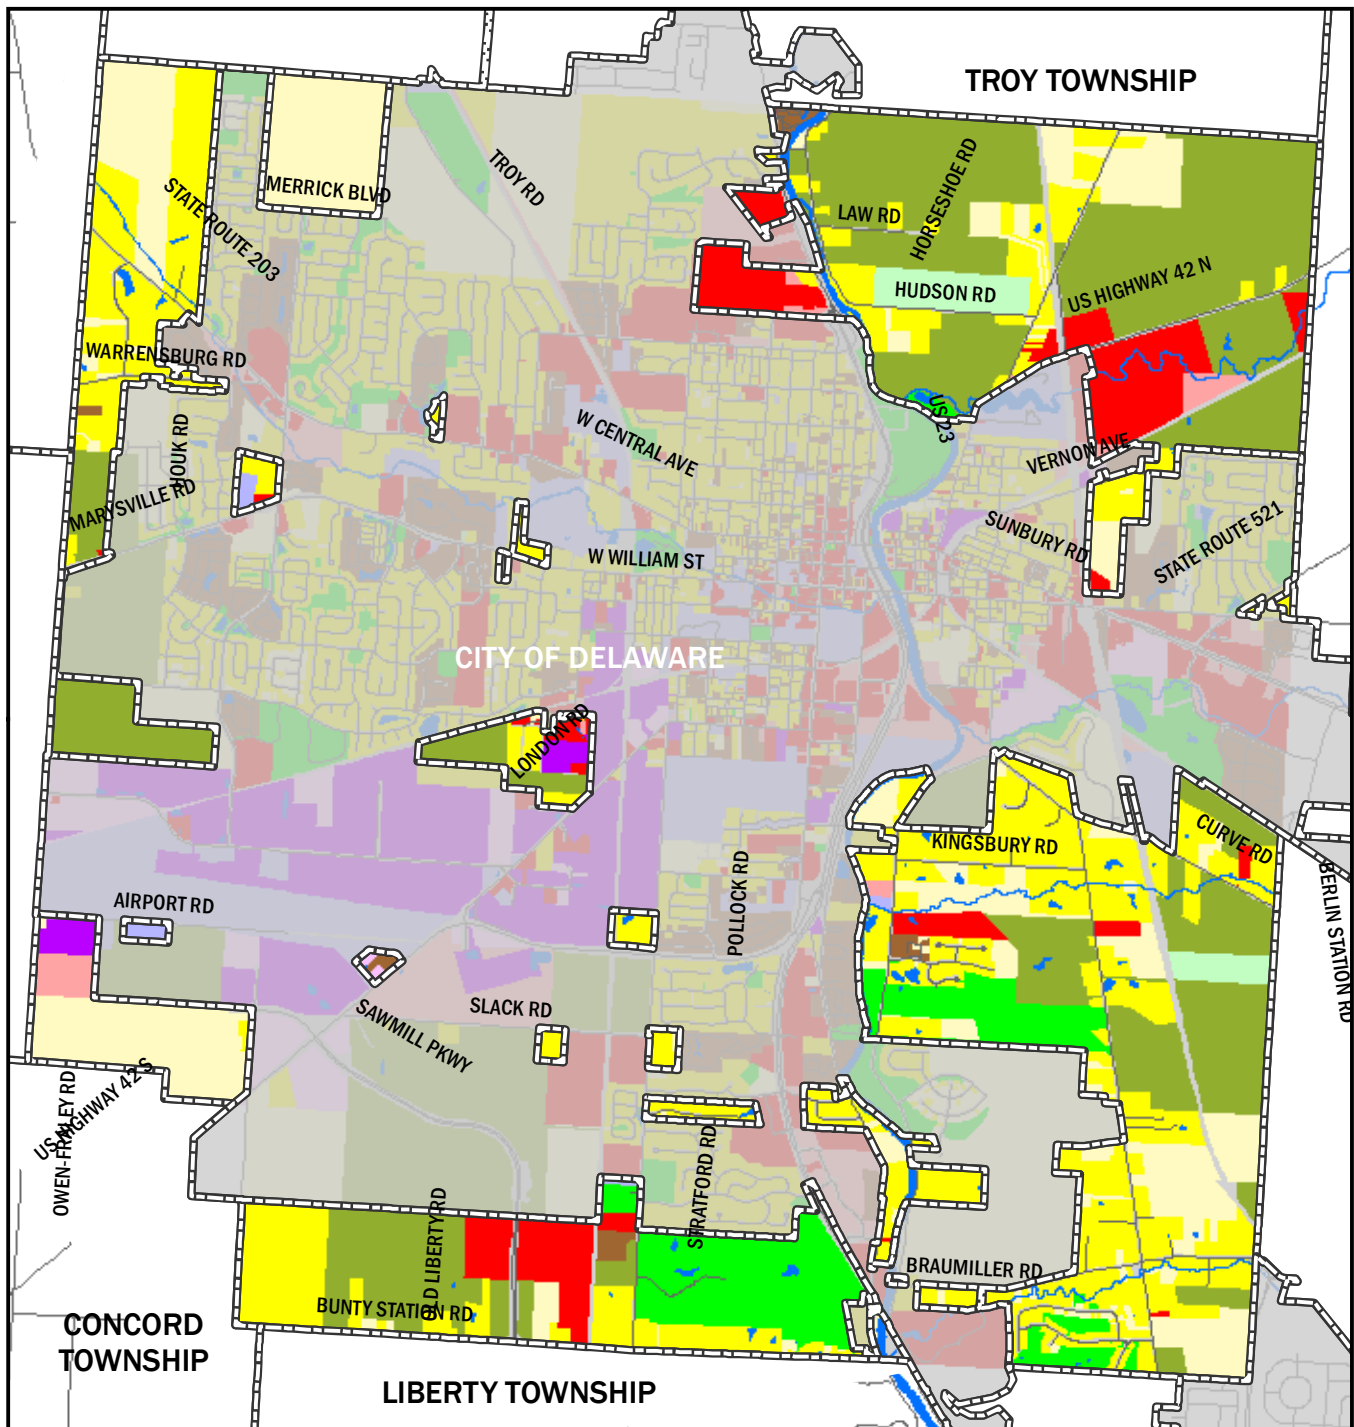 TROY TOWNSHIP
TROY RD
HORSESHOE RD
MERRICK BLVD
STATE ROUTE 203
LAW RD
HUDSON RD
US HIGHWAY 42 N
WARRENSBURG RD
US 23
HOUK RD
W CENTRAL AVE
VERNON AVE
MARYSVILLE RD
SUNBURY RD
STATE ROUTE 521
W WILLIAM ST
CITY OF DELAWARE
LONDON RD
KINGSBURY RD
CURVE RD
POLLOCK RD
AIRPORT RD
BERLIN STATION RD
SLACK RD
SAWMILL PKWY
US HIGHWAY 42 S
OWEN-FRALEY RD
STRATFORD RD
OLD LIBERTY RD
BRAUMILLER RD
BUNTY STATION RD
CONCORD
TOWNSHIP
LIBERTY TOWNSHIP